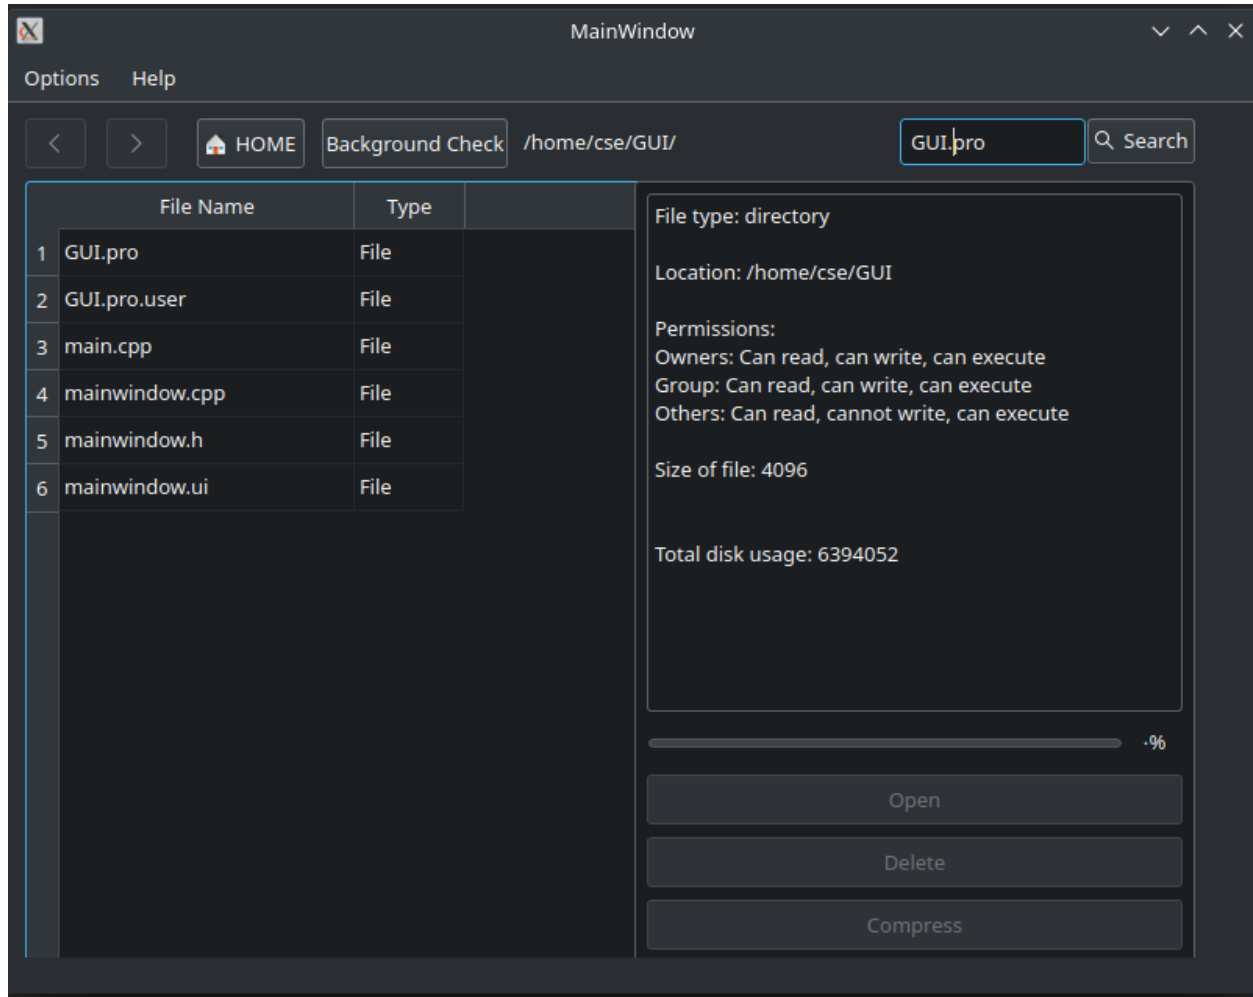 MainWindow
Options Help
HOME Background Check /home/cse/GUI/ GUI.pro Search
File Name Type
1 GUI.pro File
2 GUI.pro.user File
3 main.cpp File
4 mainwindow.cpp File
5 mainwindow.h File
6 mainwindow.ui File
File type: directory
Location: /home/cse/GUI
Permissions:
Owners: Can read, can write, can execute
Group: Can read, can write, can execute
Others: Can read, cannot write, can execute
Size of file: 4096
Total disk usage: 6394052
·%
Open
Delete
Compress